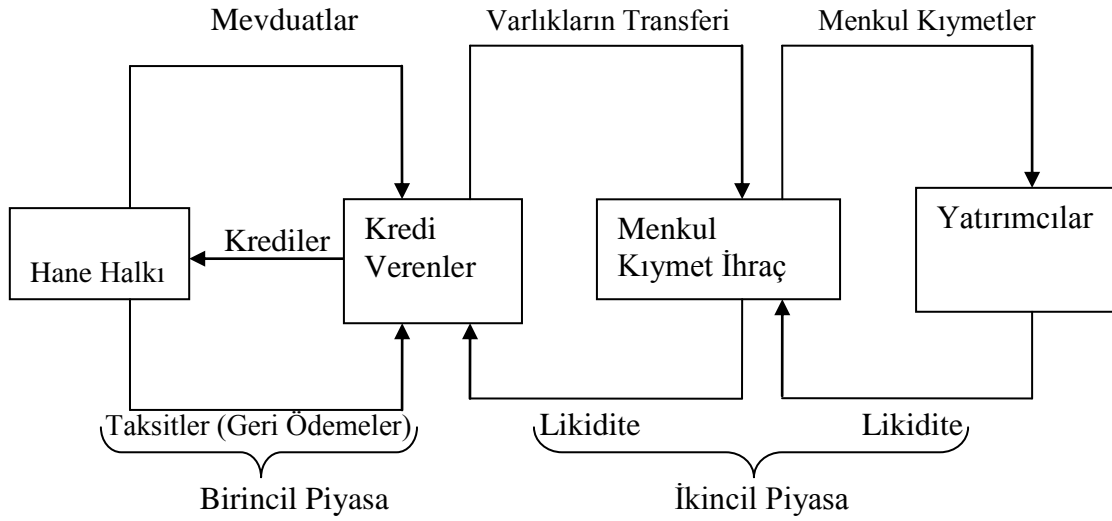 Mevduatlar
Varlıkların Transferi
Menkul Kıymetler
Hane Halkı
Krediler
Kredi
Verenler
Menkul
Kıymet İhraç
Yatırımcılar
Taksitler (Geri Ödemeler)
Likidite
Likidite
Birincil Piyasa
İkincil Piyasa